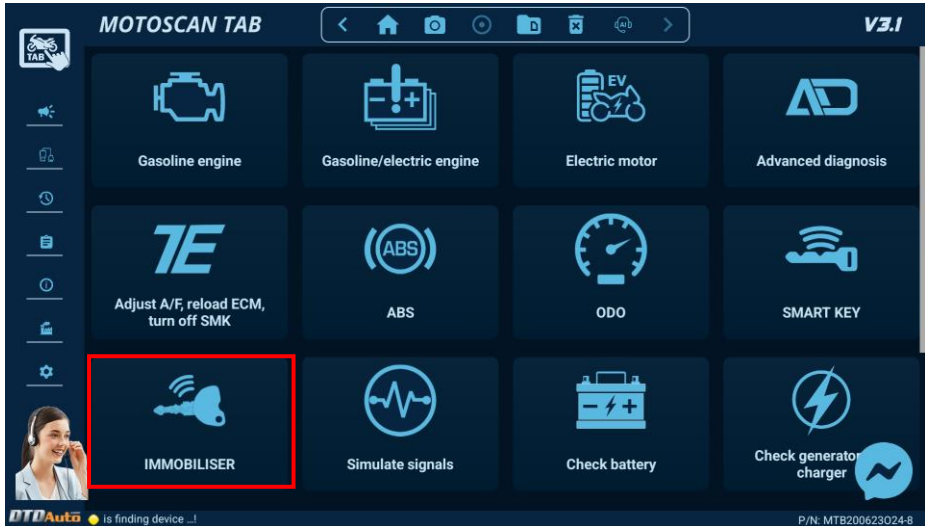 MOTOSCAN TAB
V3.1
TAB
Gasoline engine
Gasoline/electric engine
EV
Electric motor
AD
Advanced diagnosis
TE
Adjust A/F, reload ECM,
turn off SMK
ABS
ABS
ODO
SMART KEY
IMMOBILISER
Simulate signals
Check battery
Check generator
charger
DTDAuto
is finding device ...!
P/N: MTB200623O24-8